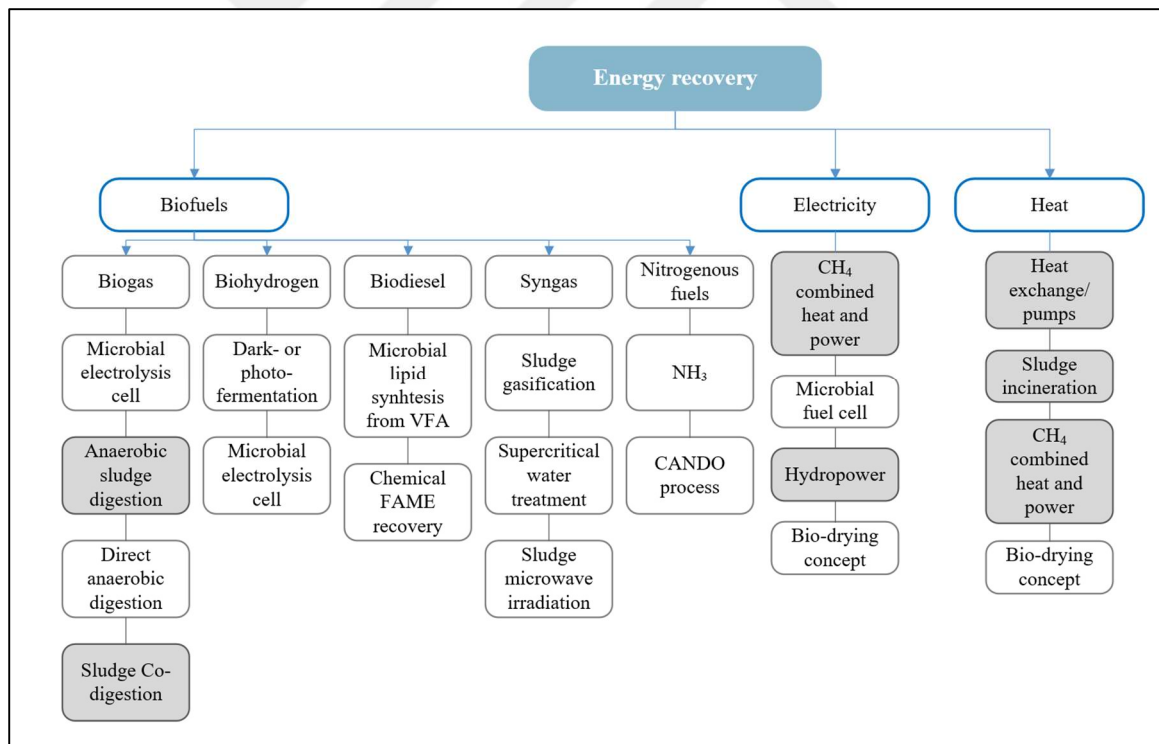 Energy recovery
Biofuels
Electricity
Heat
Biogas
Biohydrogen
Biodiesel
Syngas
Nitrogenous
fuels
CH₄
combined
heat and
power
Heat
exchange/
pumps
Microbial
electrolysis
cell
Dark- or
photo-
fermentation
Microbial
lipid
synhtesis
from VFA
Sludge
gasification
NH₃
Microbial
fuel cell
Sludge
incineration
Anaerobic
sludge
digestion
Microbial
electrolysis
cell
Chemical
FAME
recovery
Supercritical
water
treatment
CANDO
process
Hydropower
CH₄
combined
heat and
power
Direct
anaerobic
digestion
Sludge
microwave
irradiation
Bio-drying
concept
Bio-drying
concept
Sludge Co-
digestion